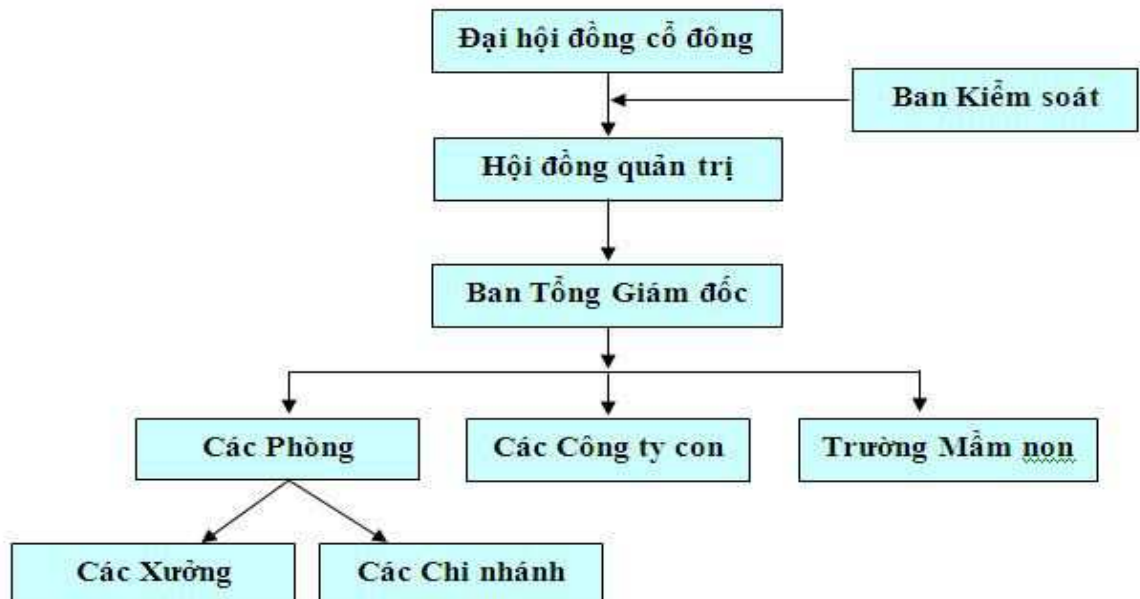 Đại hội đồng cổ đông
Ban Kiểm soát
Hội đồng quản trị
Ban Tổng Giám đốc
Các Phòng
Các Công ty con
Trường Mầm non
Các Xưởng
Các Chi nhánh